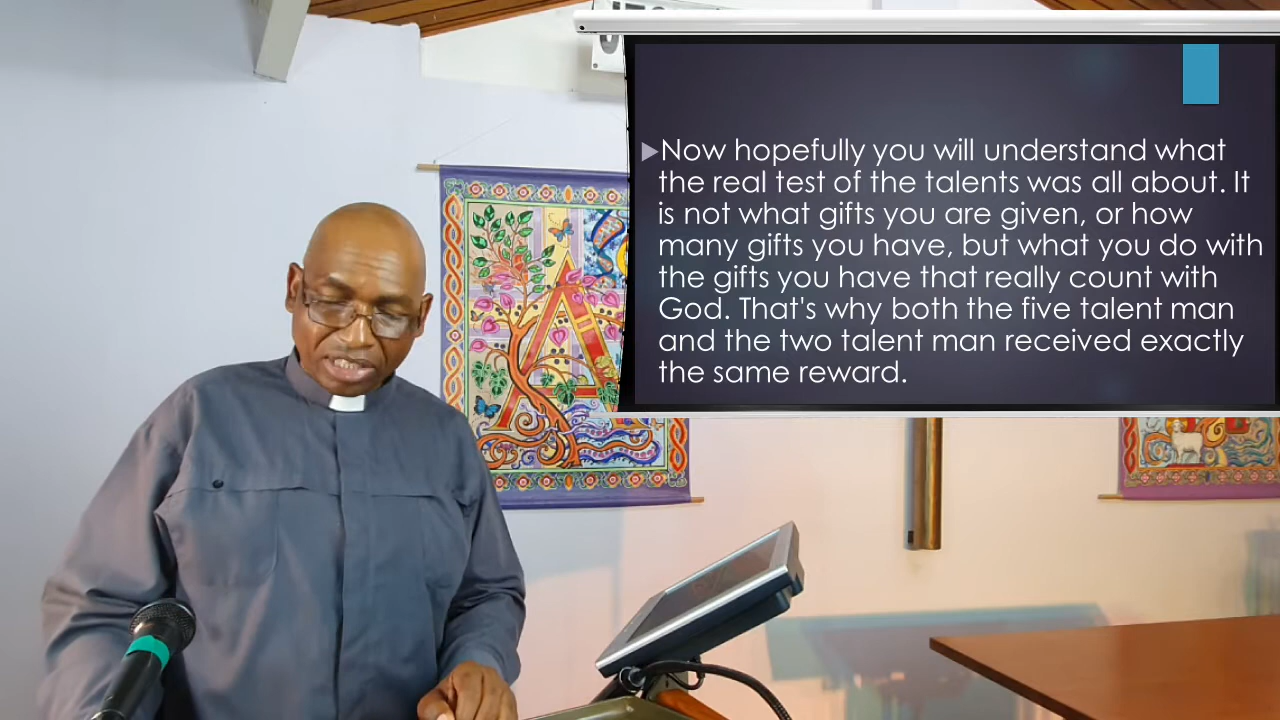 Now hopefully you will understand what
the real test of the talents was all about. It
is not what gifts you are given, or how
many gifts you have, but what you do with
the gifts you have that really count with
God. That's why both the five talent man
and the two talent man received exactly
the same reward.